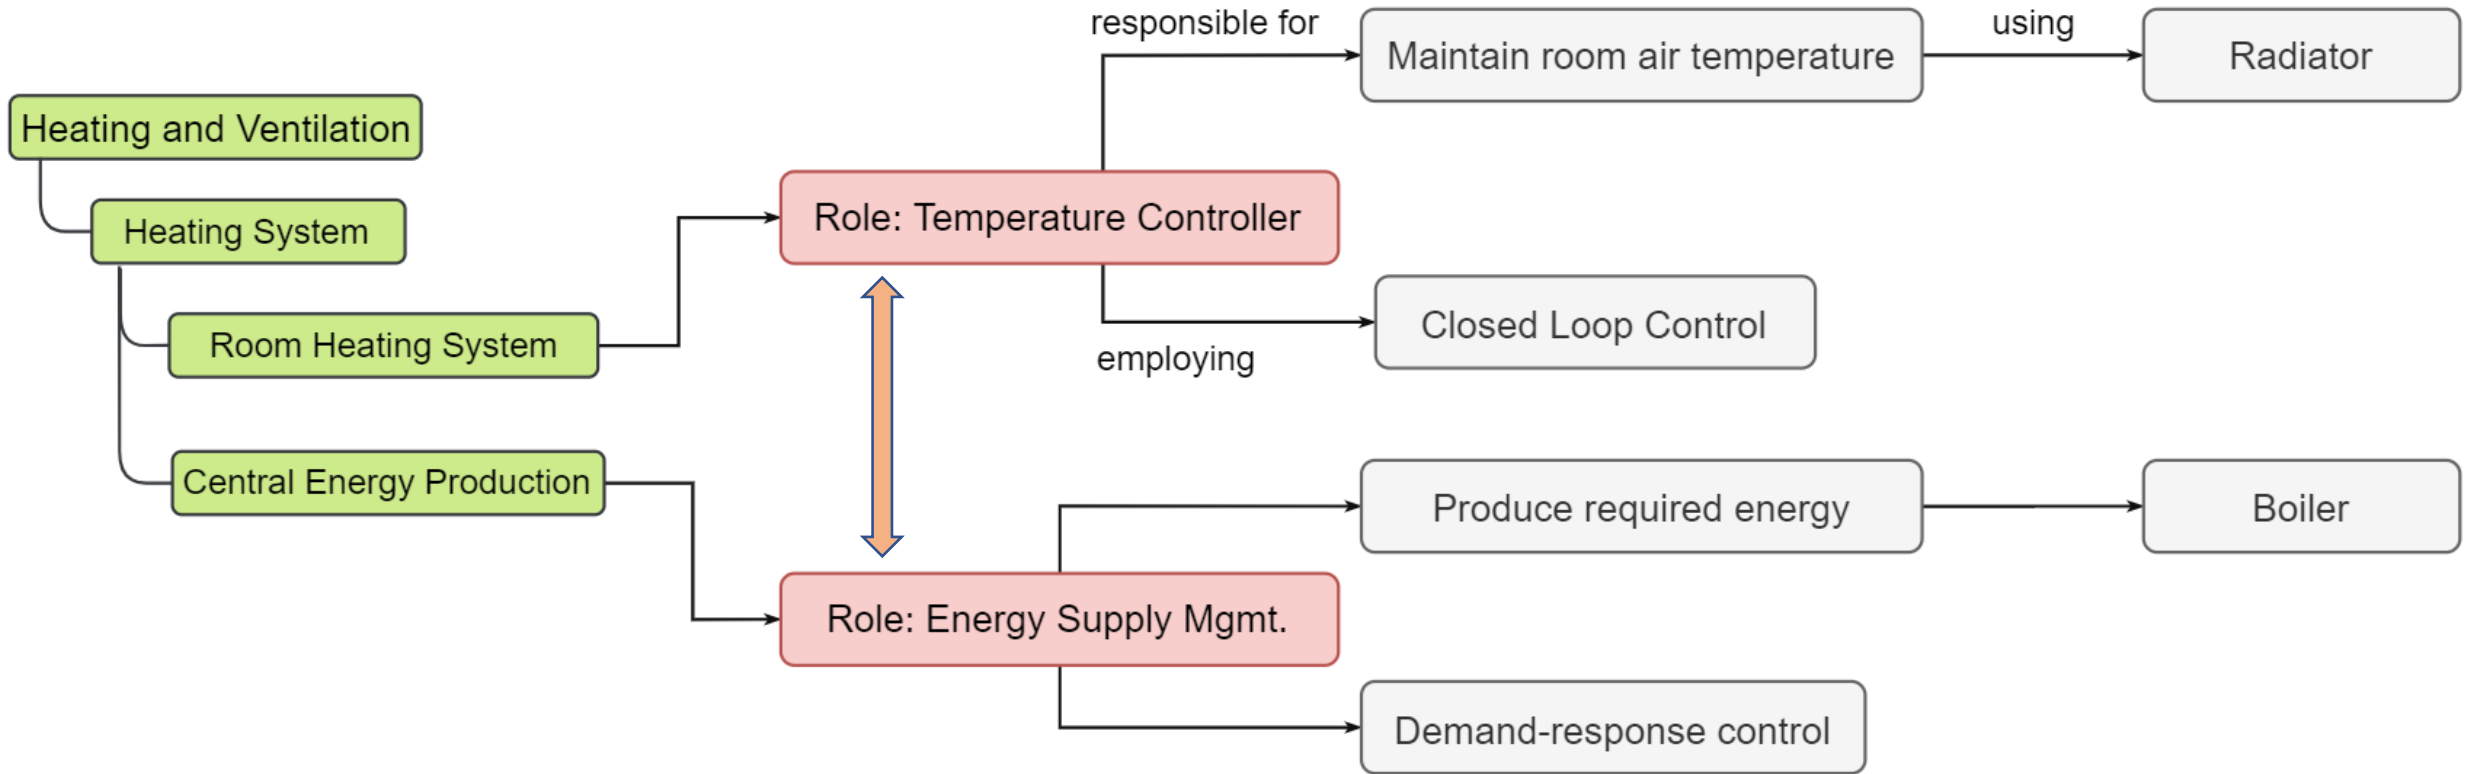 responsible for
Maintain room air temperature
using
Radiator
Heating and Ventilation
Heating System
Role: Temperature Controller
Room Heating System
employing
Closed Loop Control
Central Energy Production
Produce required energy
Boiler
Role: Energy Supply Mgmt.
Demand-response control